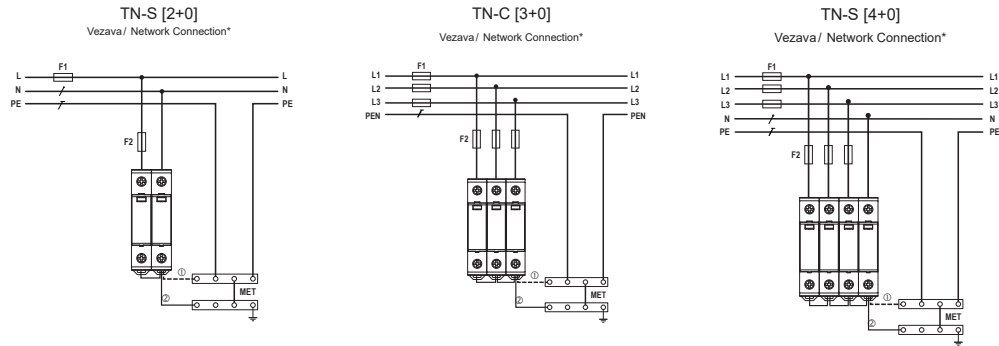 TN-S [2+0]
Vezava / Network Connection*
F1
L L
N N
PE PE
F2
①
MET
②
TN-C [3+0]
Vezava / Network Connection*
F1
L1 L1
L2 L2
L3 L3
PEN PEN
F2
①
MET
②
TN-S [4+0]
Vezava / Network Connection*
F1
L1 L1
L2 L2
L3 L3
N N
PE PE
F2
①
MET
②